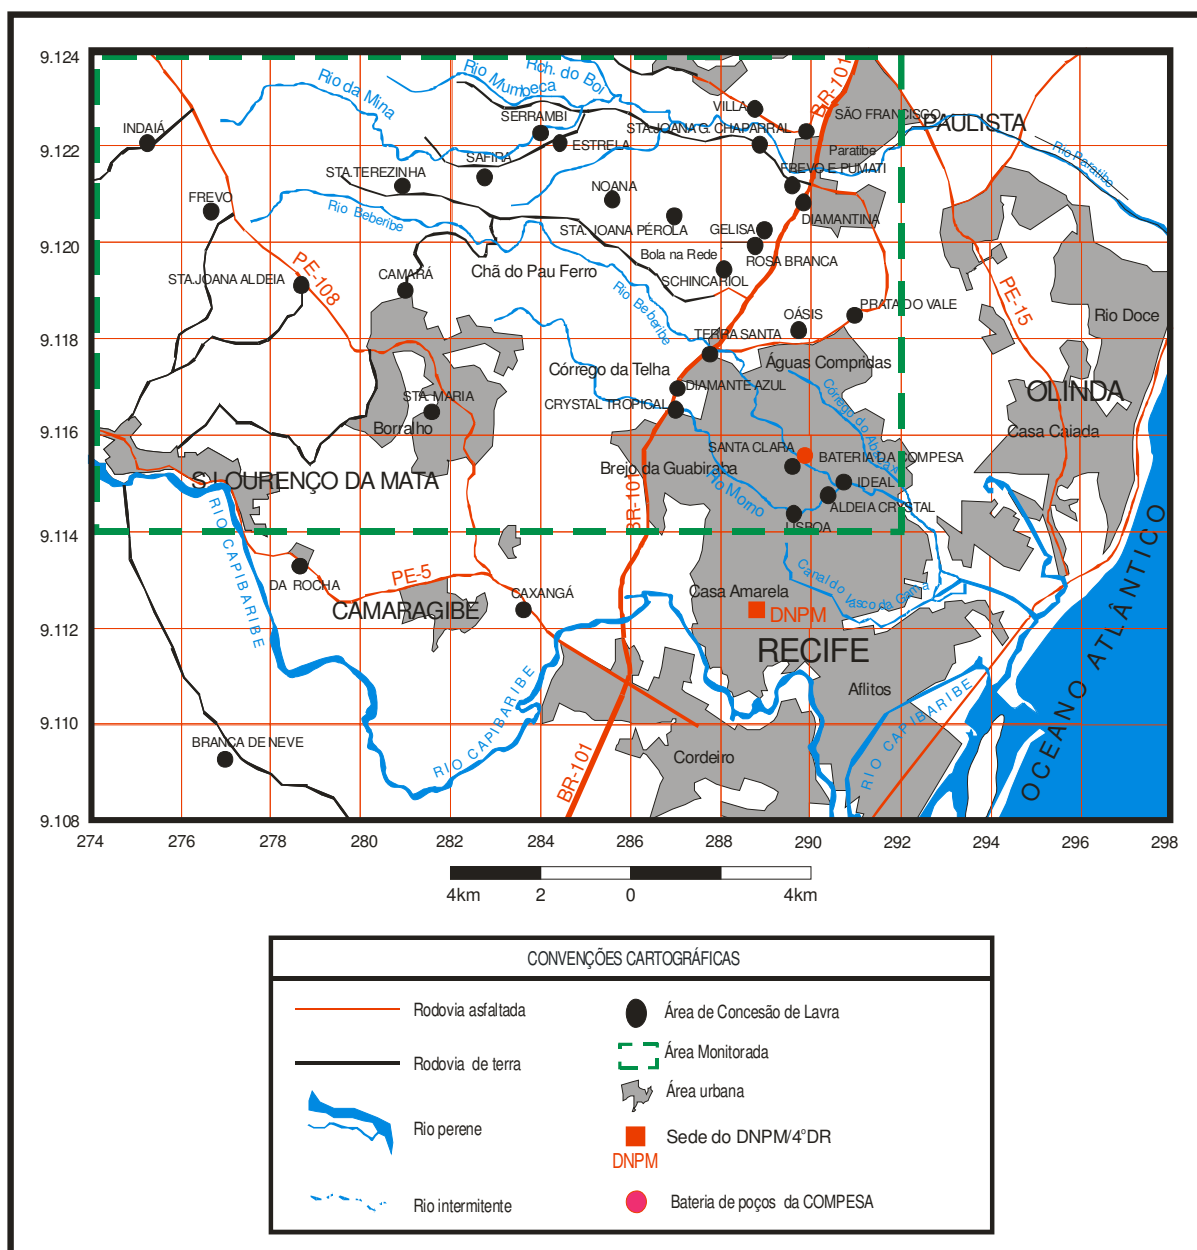 9.124
9.122
9.120
9.118
9.116
9.114
9.112
9.110
9.108
274
276
278
280
282
284
286
288
290
292
294
296
298
Rio da Mina
Rio Mumbeca
Rch. do Boi
BR-101
VILLA
SÃO FRANCISCO
PAULISTA
INDAIÁ
SERRAMBI
STA.JOANA G. CHAPARRAL
ESTRELA
Paratibe
Rio Paratibe
SAFIRA
FREVO E PUMATI
STA.TEREZINHA
NOANA
FREVO
Rio Beberibe
STA. JOANA PÉROLA
GELISA
DIAMANTINA
Bola na Rede
ROSA BRANCA
PE-108
STA.JOANA ALDEIA
CAMARÁ
Chã do Pau Ferro
SCHINCARIOL
Rio Beberibe
PE-15
OÁSIS
PRATA DO VALE
Rio Doce
TERRA SANTA
Córrego da Telha
Águas Compridas
DIAMANTE AZUL
OLINDA
STA. MARIA
CRYSTAL TROPICAL
Borralho
Casa Caiada
SANTA CLARA
BATERIA DA COMPESA
Brejo da Guabiraba
S. LOURENÇO DA MATA
Rio Morno
IDEAL
ALDEIA CRYSTAL
LISBOA
BR-101
RIO CAPIBARIBE
DA ROCHA
PE-5
CAMARAGIBE
CAXANGÁ
Canal do Vasco da Gama
Casa Amarela
DNPM
RECIFE
Aflitos
OCEANO ATLÂNTICO
RIO CAPIBARIBE
RIO CAPIBARIBE
BRANCA DE NEVE
BR-101
Cordeiro
4km 2 0 4km
CONVENÇÕES CARTOGRÁFICAS
Rodovia asfaltada
Rodovia de terra
Rio perene
Rio intermitente
Área de Concesão de Lavra
Área Monitorada
Área urbana
Sede do DNPM/4°DR
DNPM
Bateria de poços da COMPESA